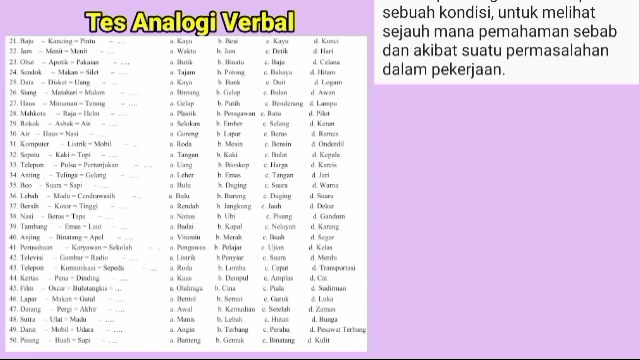 Tes Analogi Verbal
21. Baju – Kancing = Pintu – .... a. Kayu b. Besi c. Kaya d. Kunci
22. Jam – Menit = Menit – .... a. Waktu b. Jam c. Detik d. Hari
23. Obat – Apotik = Pakaian – .... a. Butik b. Binatu c. Baju d. Celana
24. Sendok – Makan = Silet – .... a. Tajam b. Potong c. Bahaya d. Hitam
25. Data – Disket = Uang – .... a. Kaya b. Bank c. Duit d. Logam
26. Siang – Matahari = Malam – .... a. Bintang b. Gelap c. Bulan d. Awan
27. Haus – Minuman = Terang – .... a. Gelap b. Putih c. Benderang d. Lampu
28. Mahkota – Raja = Helm – .... a. Plastik b. Peragawan c. Ratu d. Pilot
29. Rokok – Asbak = Air – .... a. Selokan b. Ember c. Selang d. Keran
30. Air – Haus = Nasi – .... a. Goreng b. Lapar c. Beras d. Rames
31. Komputer – Listrik = Mobil – ... a. Roda b. Mesin c. Bensin d. Onderdil
32. Sepatu – Kaki = Topi – .... a. Tangan b. Kaki c. Bulat d. Kepala
33. Telepon – Pulsa = Pertunjukan – .... a. Uang b. Bioskop c. Harga d. Karcis
34. Anting – Telinga = Gelang – .... a. Leher b. Emas c. Tangan d. Jari
35. Beo – Suara = Sapi – .... a. Bulu b. Daging c. Susu d. Warna
36. Lebah – Madu = Cendrawasih – .. a. Bulu b. Burung c. Daging d. Suara
37. Bersih – Kotor = Tinggi – .... a. Rendah b. Jangkung c. Jauh d. Dekat
38. Nasi – Beras = Tape – .... a. Nanas b. Ubi c. Pisang d. Gandum
39. Tambang – Emas = Laut – .... a. Badai b. Kapal c. Nelayan d. Karang
40. Anjing – Binatang = Apel – .... a. Vitamin b. Merah c. Buah d. Segar
41. Perusahaan – Karyawan = Sekolah – ... a. Pengawas b. Pelajar c. Ujian d. Kelas
42. Televisi – Gambar = Radio – .... a. Listrik b. Penyiar c. Suara d. Merdu
43. Telepon – Komunikasi = Sepeda – .... a. Roda b. Lomba c. Cepat d. Transportasi
44. Kertas – Pena = Dinding – .... a. Kuas b. Dempul c. Amplas d. Cat
45. Film – Oscar = Bulutangkis = ... a. Olahraga b. Cina c. Piala d. Sudirman
46. Lapar – Makan = Gatal – .... a. Bentol b. Semut c. Garuk d. Luka
47. Datang – Pergi = Akhir – .... a. Awal b. Kemudian c. Setelah d. Zaman
48. Sutra – Ulat = Madu – .... a. Manis b. Lebah c. Hutan d. Bunga
49. Darat – Mobil = Udara – .... a. Angin b. Terbang c. Perahu d. Pesawat Terbang
50. Pisang – Buah = Sapi – .... a. Banteng b. Gemuk c. Binatang d. Kulit
sebuah kondisi, untuk melihat
sejauh mana pemahaman sebab
dan akibat suatu permasalahan
dalam pekerjaan.